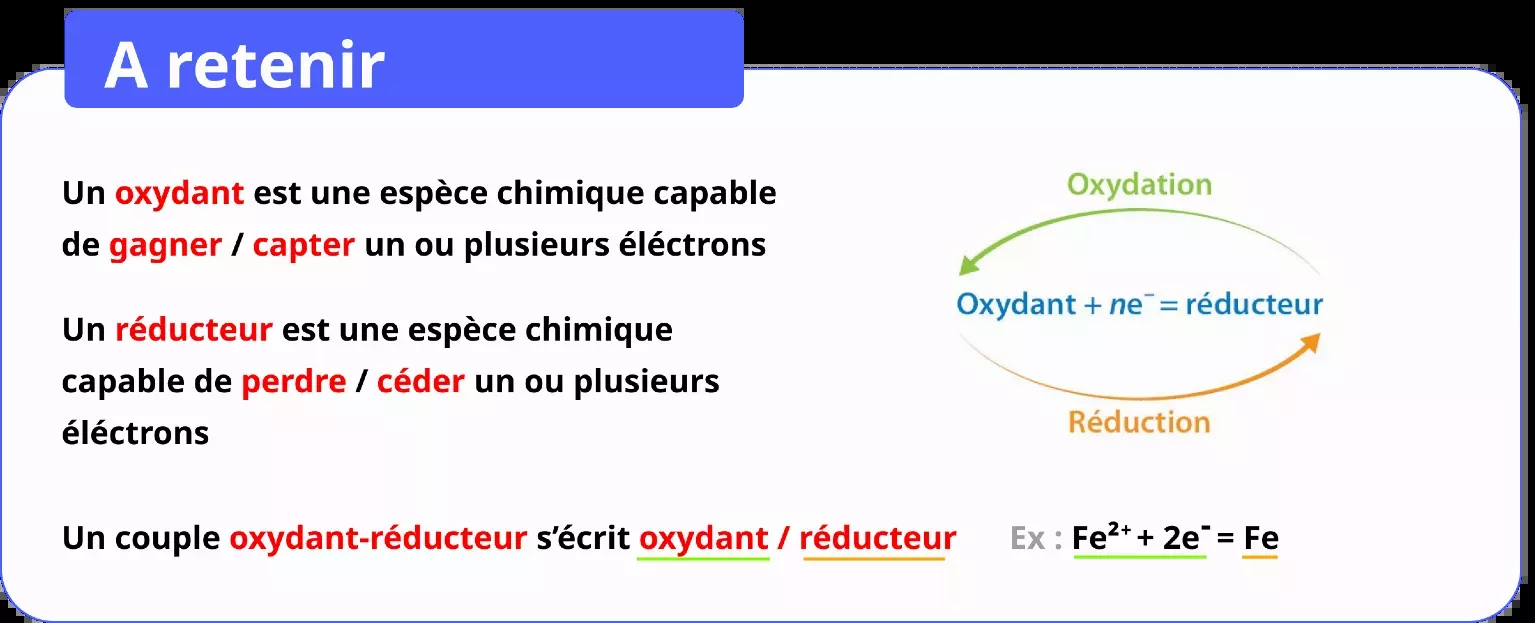 A retenir
Un oxydant est une espèce chimique capable
de gagner / capter un ou plusieurs éléctrons
Un réducteur est une espèce chimique
capable de perdre / céder un ou plusieurs
éléctrons
Oxydation
Oxydant + ne⁻ = réducteur
Réduction
Un couple oxydant-réducteur s’écrit oxydant / réducteur
Ex : Fe²⁺ + 2e⁻ = Fe